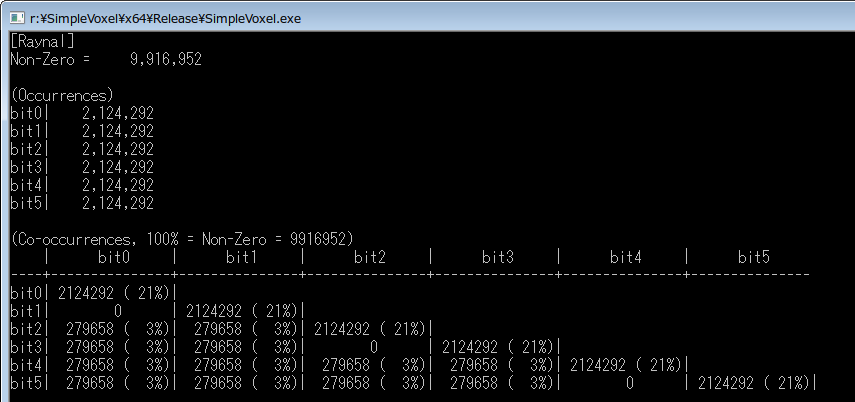 r:¥SimpleVoxel¥x64¥Release¥SimpleVoxel.exe
[Raynal]
Non-Zero =     9,916,952
(Occurrences)
bit0|    2,124,292
bit1|    2,124,292
bit2|    2,124,292
bit3|    2,124,292
bit4|    2,124,292
bit5|    2,124,292
(Co-occurrences, 100% = Non-Zero = 9916952)
    |     bit0      |     bit1      |     bit2      |     bit3      |     bit4      |     bit5
----+---------------+---------------+---------------+---------------+---------------+---------------
bit0| 2124292 ( 21%)|
bit1|       0       | 2124292 ( 21%)|
bit2|  279658 (  3%)|  279658 (  3%)| 2124292 ( 21%)|
bit3|  279658 (  3%)|  279658 (  3%)|       0       | 2124292 ( 21%)|
bit4|  279658 (  3%)|  279658 (  3%)|  279658 (  3%)|  279658 (  3%)| 2124292 ( 21%)|
bit5|  279658 (  3%)|  279658 (  3%)|  279658 (  3%)|  279658 (  3%)|       0       | 2124292 ( 21%)|